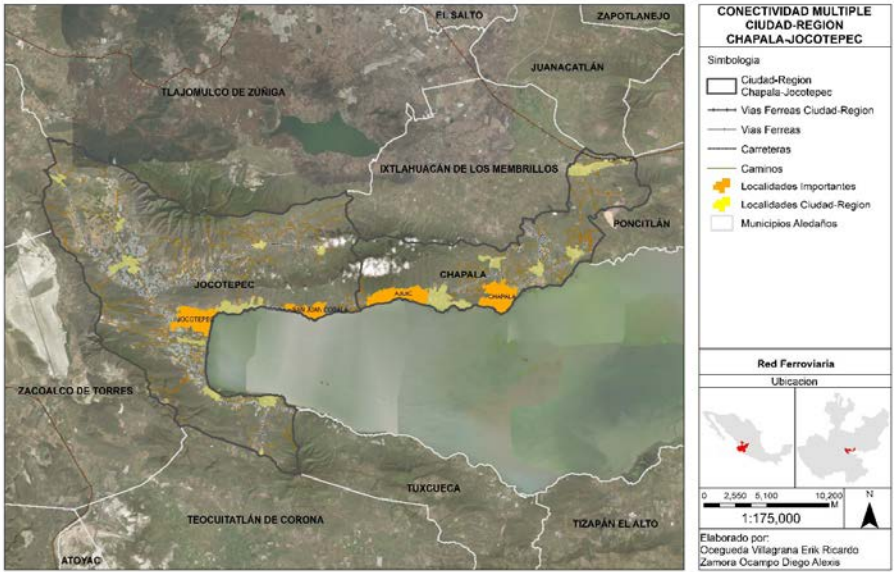 EL SALTO
ZAPOTLANEJO
JUANACATLÁN
TLAJOMULCO DE ZÚÑIGA
IXTLAHUACÁN DE LOS MEMBRILLOS
PONCITLÁN
JOCOTEPEC
CHAPALA
AJIJIC
CHAPALA
SAN JUAN COSALA
JOCOTEPEC
ZACOALCO DE TORRES
TUXCUECA
TEOCUITATLÁN DE CORONA
TIZAPÁN EL ALTO
ATOYAC
CONECTIVIDAD MULTIPLE
CIUDAD-REGION
CHAPALA-JOCOTEPEC
Simbologia
Ciudad-Region
Chapala-Jocotepec
Vias Ferreas Ciudad-Region
Vias Ferreas
Carreteras
Caminos
Localidades Importantes
Localidades Ciudad-Region
Municipios Aledaños
Red Ferroviaria
Ubicacion
0 2,550 5,100 10,200
M
N
1:175,000
Elaborado por:
Ocegueda Villagrana Erik Ricardo
Zamora Ocampo Diego Alexis